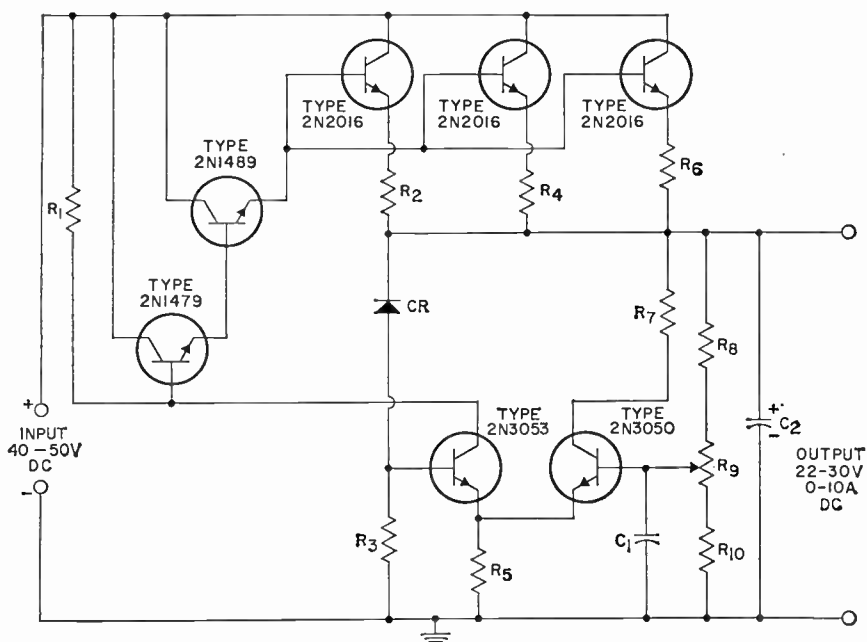 TYPE
2N2016
TYPE
2N2016
TYPE
2N2016
TYPE
2N1489
R1
R2
R4
R6
TYPE
2N1479
CR
R7
R8
+
INPUT
40-50V
DC
-
TYPE
2N3053
TYPE
2N3050
R9
+
-
C2
OUTPUT
22-30V
0-10A
DC
R3
R5
C1
R10